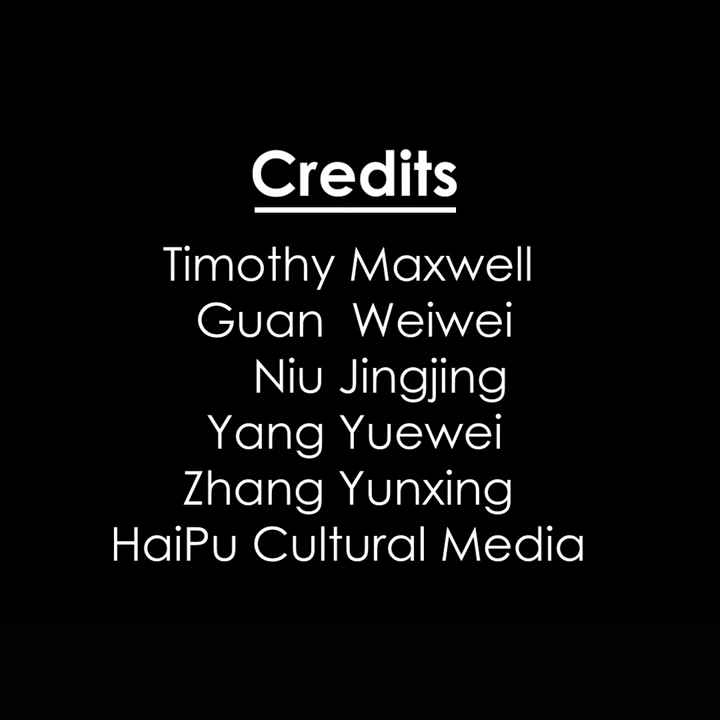 Credits
Timothy Maxwell
Guan Weiwei
Niu Jingjing
Yang Yuewei
Zhang Yunxing
HaiPu Cultural Media